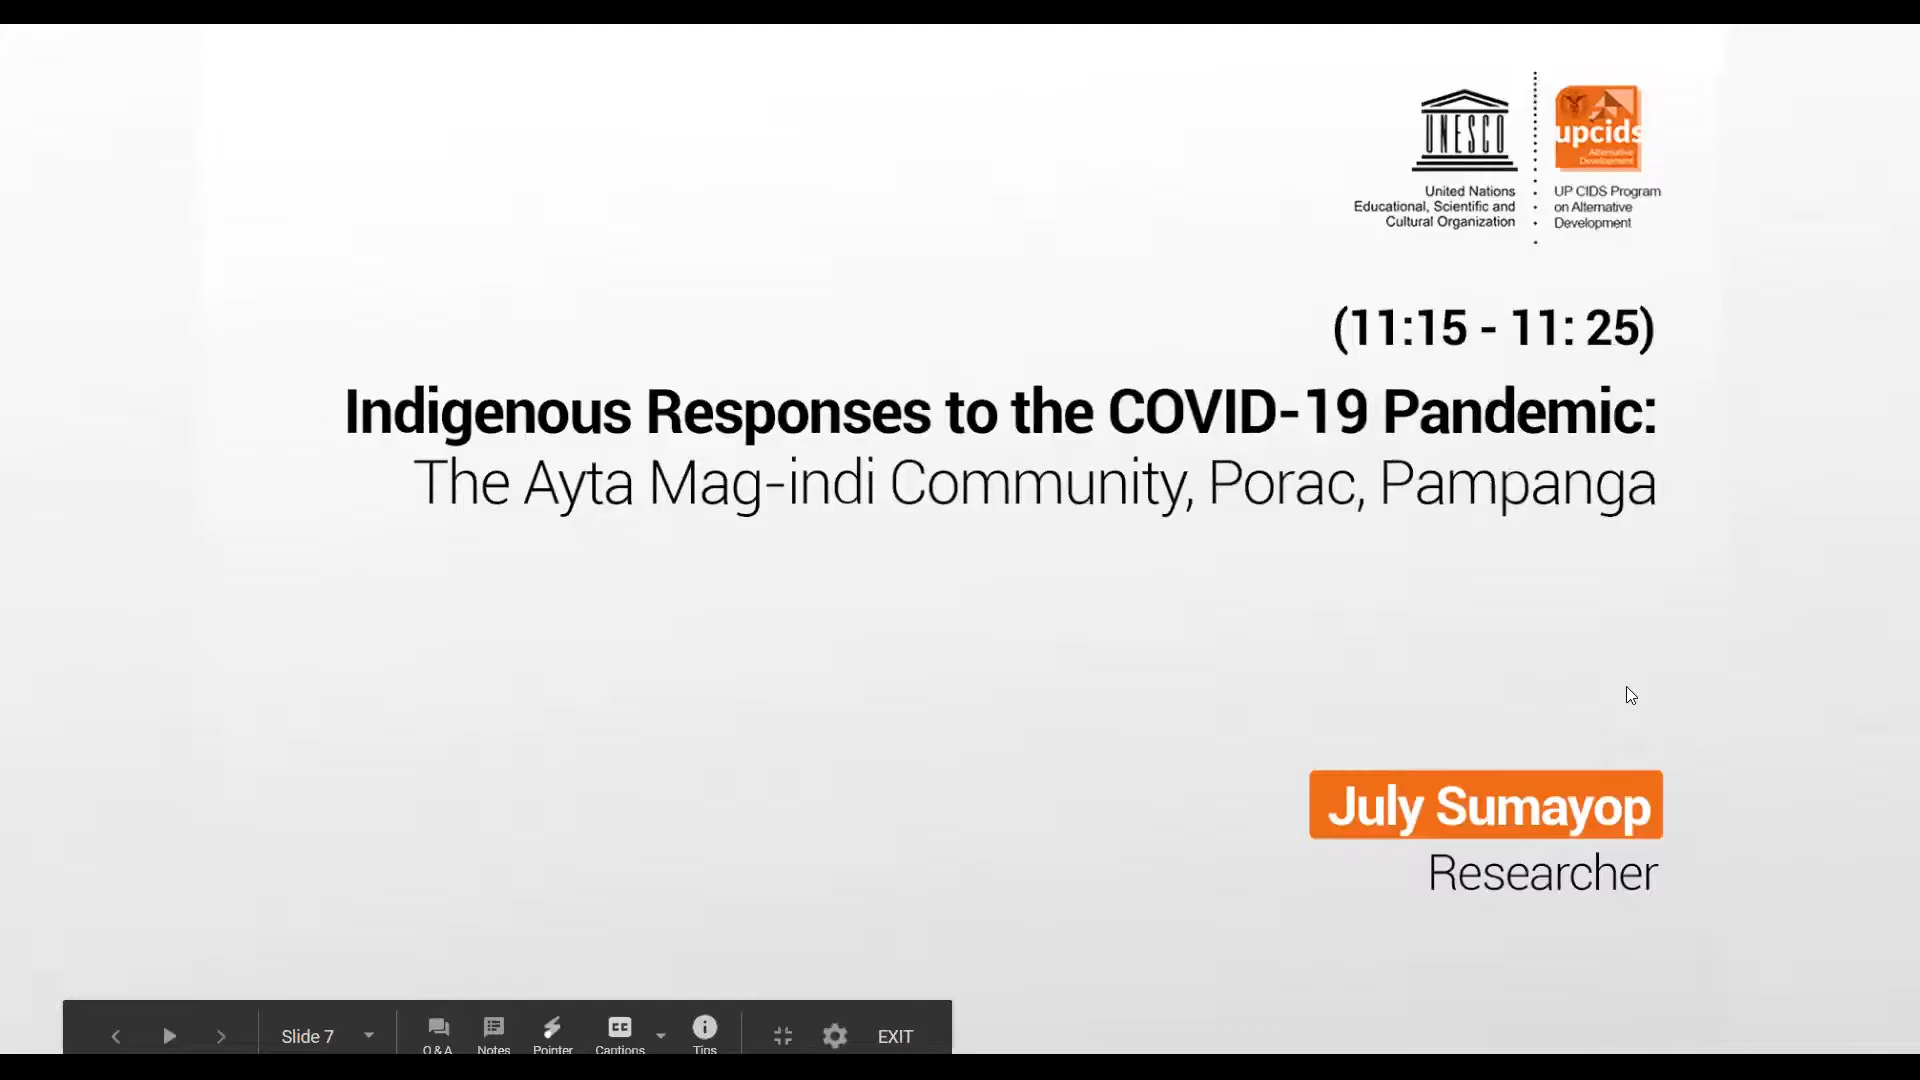 UNESCO
upcids
Alternative
Development
United Nations
Educational, Scientific and
Cultural Organization
UP CIDS Program
on Alternative
Development
(11:15 - 11: 25)
Indigenous Responses to the COVID-19 Pandemic:
The Ayta Mag-indi Community, Porac, Pampanga
July Sumayop
Researcher
Slide 7
Q & A
Notes
Pointer
Captions
Tips
EXIT